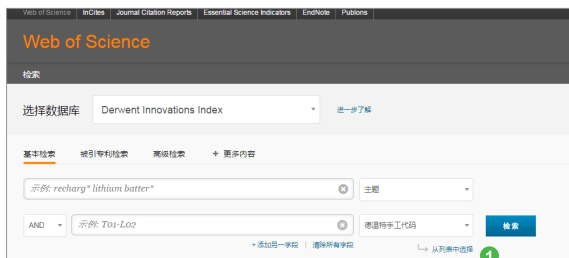 Web of Science InCites Journal Citation Reports Essential Science Indicators EndNote Publons
Web of Science
检索
选择数据库 Derwent Innovations Index 进一步了解
基本检索 被引专利检索 高级检索 + 更多内容
示例: recharg* lithium batter* 主题
AND 示例: T01-L02 德温特手工代码 检索
+ 添加另一字段 | 清除所有字段 从列表中选择 1